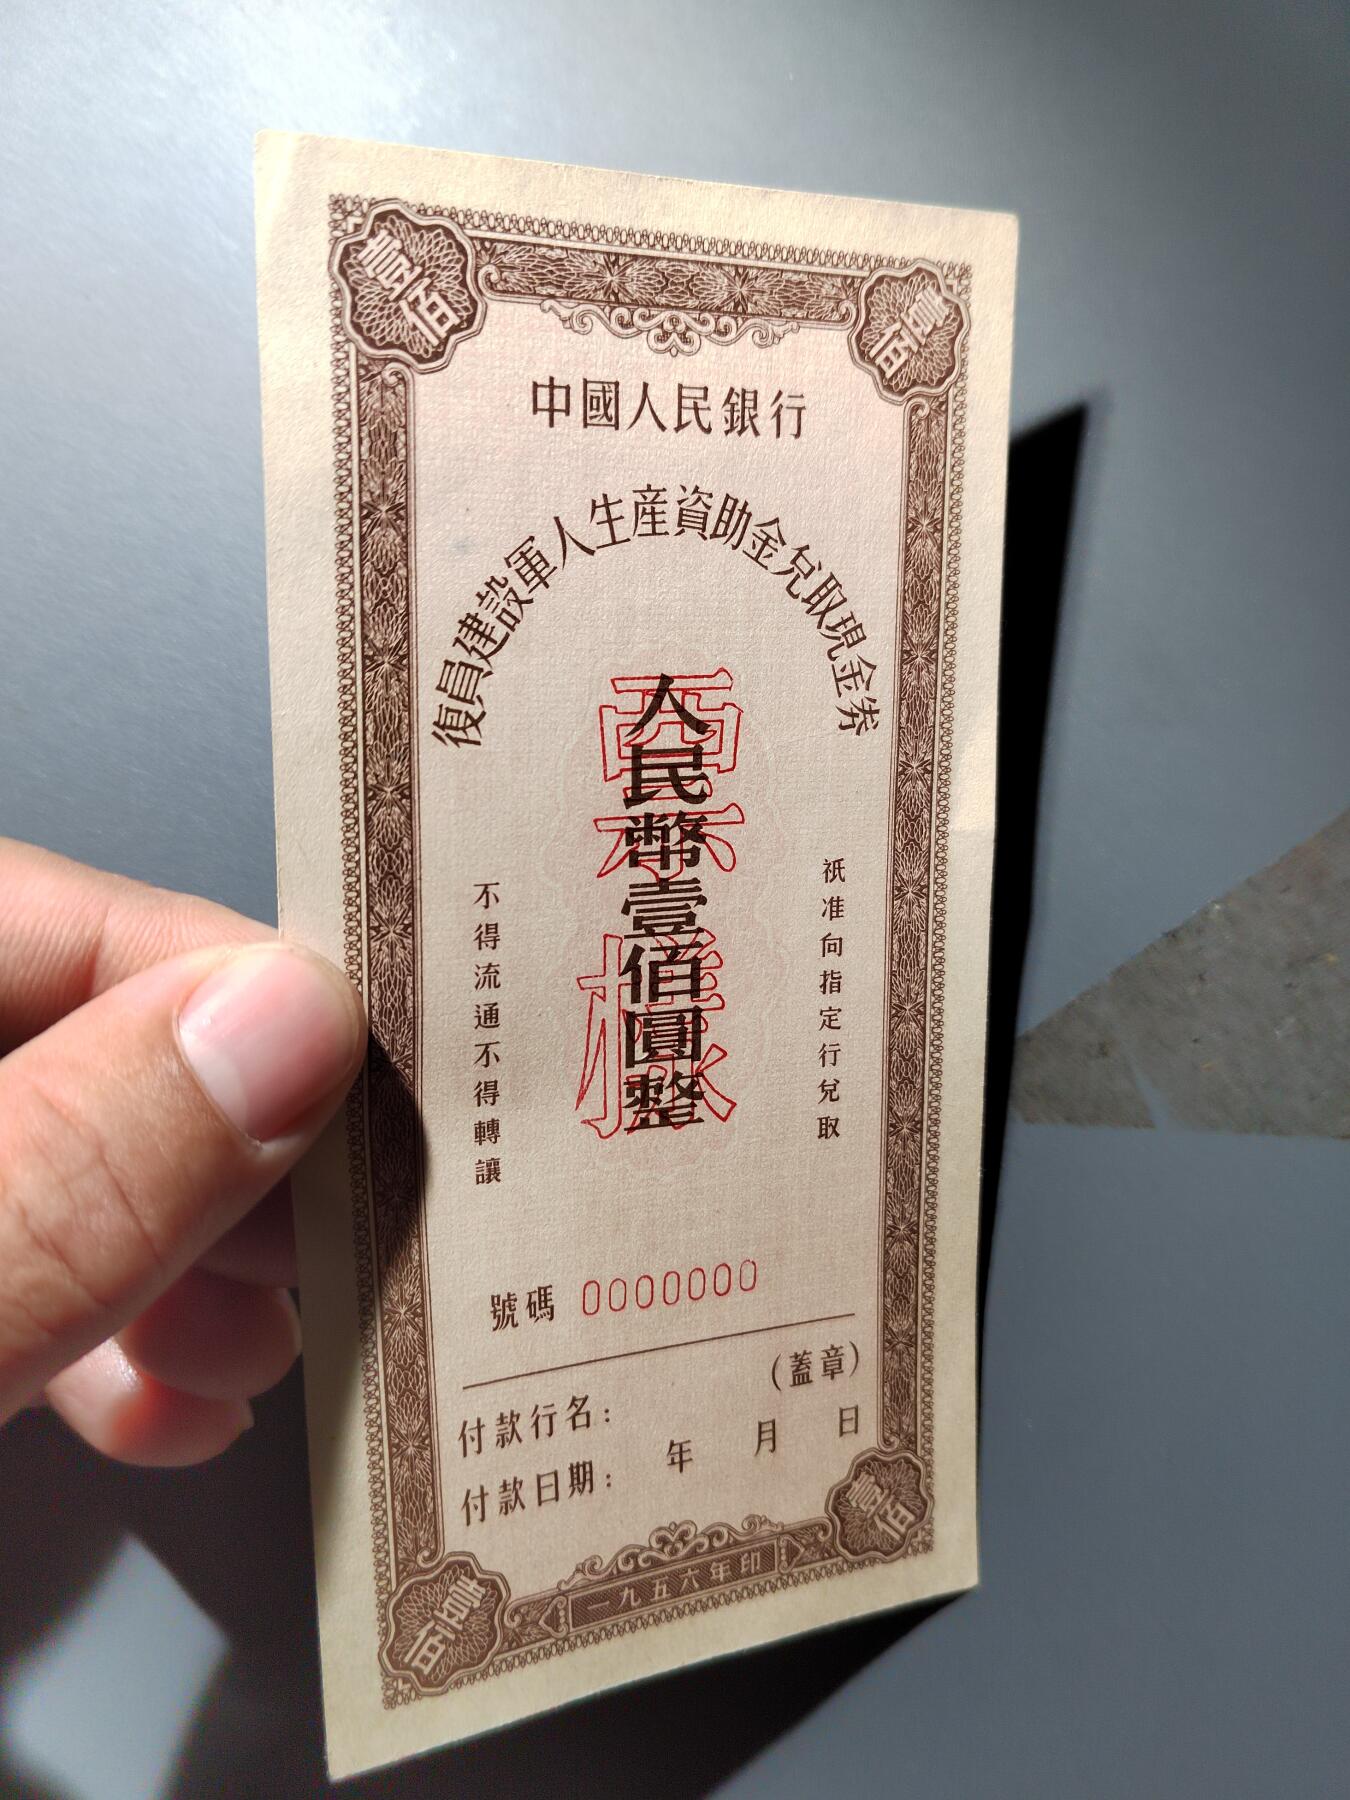 壹佰
壹佰
中國人民銀行
復員建設軍人生産資助金兌取現金券
人民幣壹佰圓整
票樣
祇准向指定行兌取
不得流通不得轉讓
號碼 0000000
(蓋章)
付款行名:
付款日期: 年 月 日
壹佰
一九五六年印
壹佰